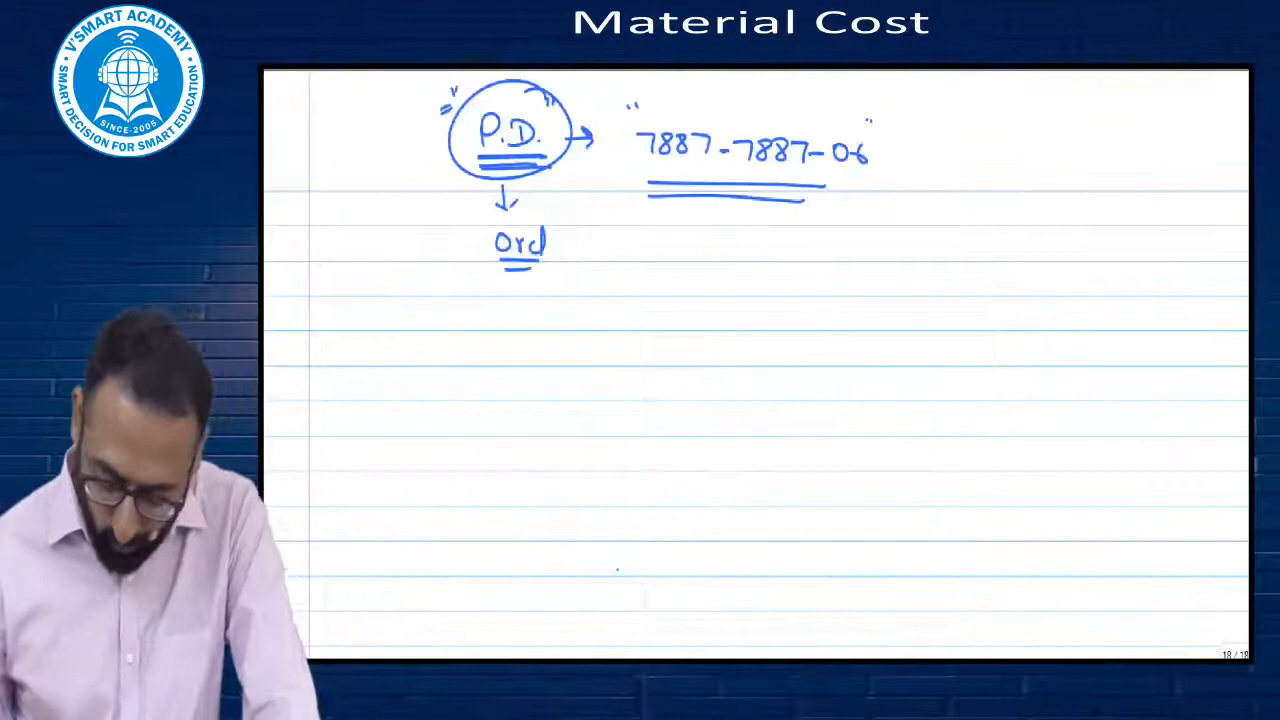 Material Cost
V'SMART ACADEMY
SINCE-2005
SMART DECISION FOR SMART EDUCATION
P.D. → "7887-7887-06"
↓
Ord
18 / 18